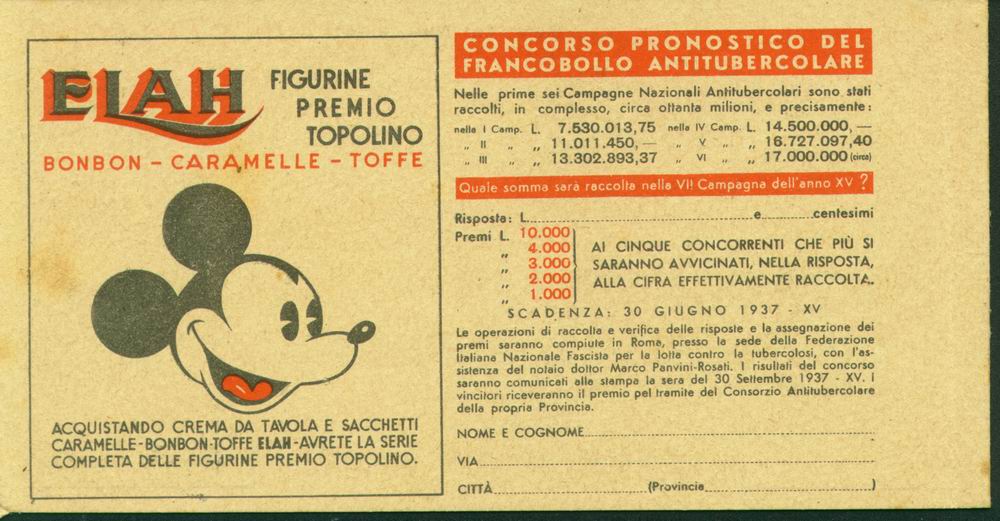 ELAH
FIGURINE
PREMIO
TOPOLINO
BONBON - CARAMELLE - TOFFE
ACQUISTANDO CREMA DA TAVOLA E SACCHETTI
CARAMELLE-BONBON-TOFFE ELAH-AVRETE LA SERIE
COMPLETA DELLE FIGURINE PREMIO TOPOLINO.
CONCORSO PRONOSTICO DEL
FRANCOBOLLO ANTITUBERCOLARE
Nelle prime sei Campagne Nazionali Antitubercolari sono stati
raccolti, in complesso, circa ottanta milioni, e precisamente:
nella I Camp. L. 7.530.013,75 nella IV Camp. L. 14.500.000,—
„ II „ „ 11.011.450,— „ V „ „ 16.727.097,40
„ III „ „ 13.302.893,37 „ VI „ „ 17.000.000 (circa)
Quale somma sarà raccolta nella VII Campagna dell'anno XV ?
Risposta: L. e centesimi
Premi L. 10.000
„ 4.000 AI CINQUE CONCORRENTI CHE PIÙ SI
„ 3.000 SARANNO AVVICINATI, NELLA RISPOSTA,
„ 2.000 ALLA CIFRA EFFETTIVAMENTE RACCOLTA.
„ 1.000
SCADENZA: 30 GIUGNO 1937 - XV
Le operazioni di raccolta e verifica delle risposte e la assegnazione dei
premi saranno compiute in Roma, presso la sede della Federazione
Italiana Nazionale Fascista per la lotta contro la tubercolosi, con l'as-
sistenza del notaio dottor Marco Panvini-Rosati. I risultati del concorso
saranno comunicati alla stampa la sera del 30 Settembre 1937 - XV. I
vincitori riceveranno il premio pel tramite del Consorzio Antitubercolare
della propria Provincia.
NOME E COGNOME
VIA
CITTÀ (Provincia )